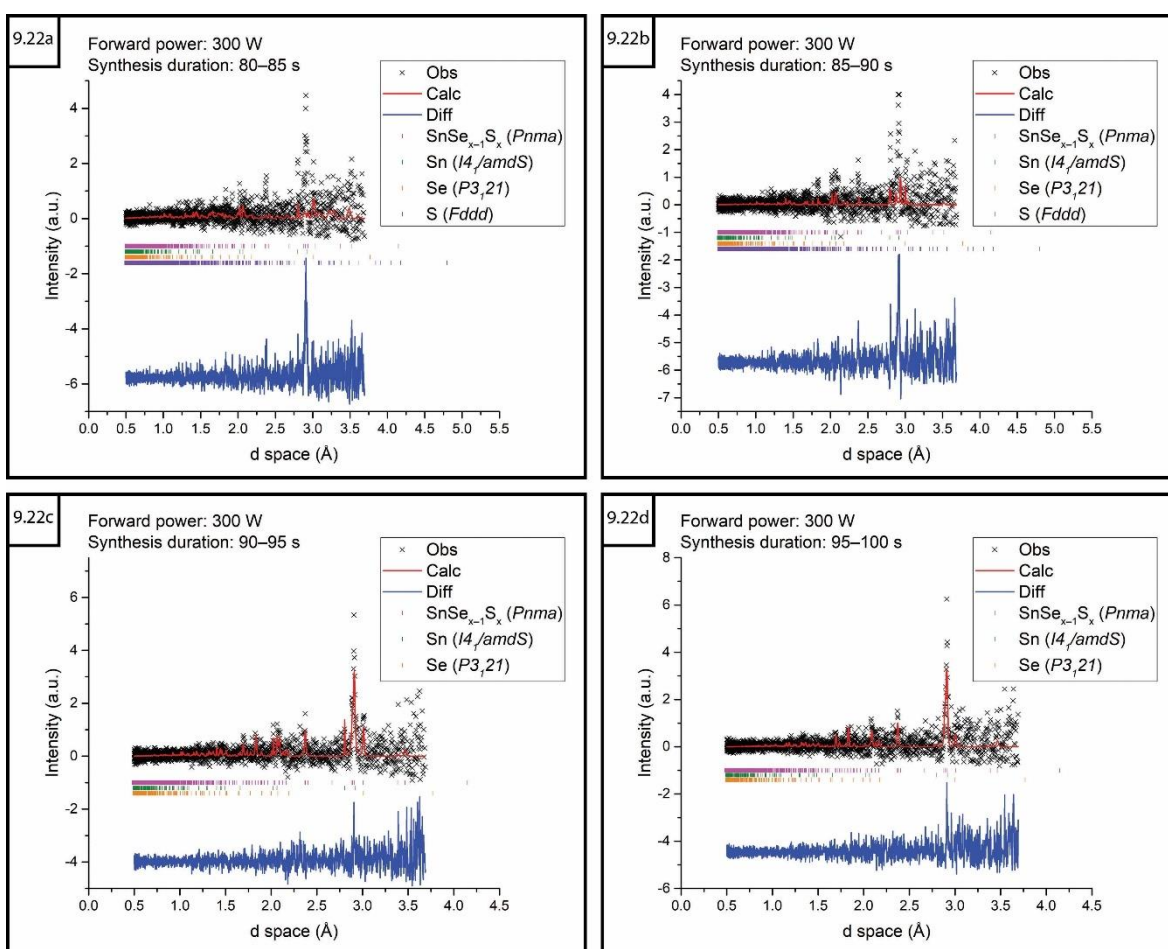 9.22a
Forward power: 300 W
Synthesis duration: 80–85 s
Obs
Calc
Diff
SnSeₓ₋₁Sₓ (Pnma)
Sn (I4₁/amdS)
Se (P3₁21)
S (Fddd)
4
2
0
-2
-4
-6
Intensity (a.u.)
0.0 0.5 1.0 1.5 2.0 2.5 3.0 3.5 4.0 4.5 5.0 5.5
d space (Å)
9.22b
Forward power: 300 W
Synthesis duration: 85–90 s
Obs
Calc
Diff
SnSeₓ₋₁Sₓ (Pnma)
Sn (I4₁/amdS)
Se (P3₁21)
S (Fddd)
4
3
2
1
0
-1
-2
-3
-4
-5
-6
-7
Intensity (a.u.)
0.0 0.5 1.0 1.5 2.0 2.5 3.0 3.5 4.0 4.5 5.0 5.5
d space (Å)
9.22c
Forward power: 300 W
Synthesis duration: 90–95 s
Obs
Calc
Diff
SnSeₓ₋₁Sₓ (Pnma)
Sn (I4₁/amdS)
Se (P3₁21)
6
4
2
0
-2
-4
Intensity (a.u.)
0.0 0.5 1.0 1.5 2.0 2.5 3.0 3.5 4.0 4.5
d space (Å)
9.22d
Forward power: 300 W
Synthesis duration: 95–100 s
Obs
Calc
Diff
SnSeₓ₋₁Sₓ (Pnma)
Sn (I4₁/amdS)
Se (P3₁21)
8
6
4
2
0
-2
-4
-6
Intensity (a.u.)
0.0 0.5 1.0 1.5 2.0 2.5 3.0 3.5 4.0 4.5
d space (Å)